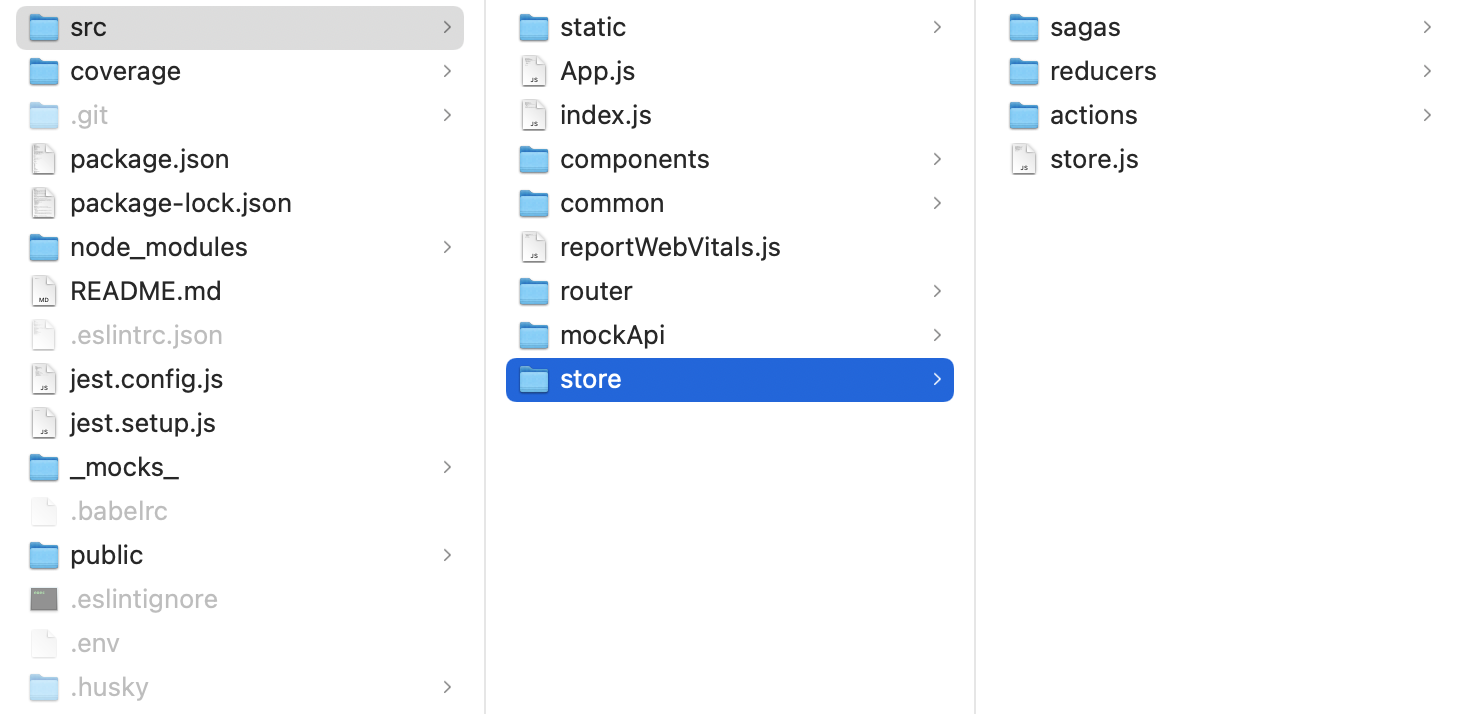 src
coverage
.git
package.json
package-lock.json
node_modules
README.md
.eslintrc.json
jest.config.js
jest.setup.js
_mocks_
.babelrc
public
.eslintignore
.env
.husky
static
App.js
index.js
components
common
reportWebVitals.js
router
mockApi
store
sagas
reducers
actions
store.js